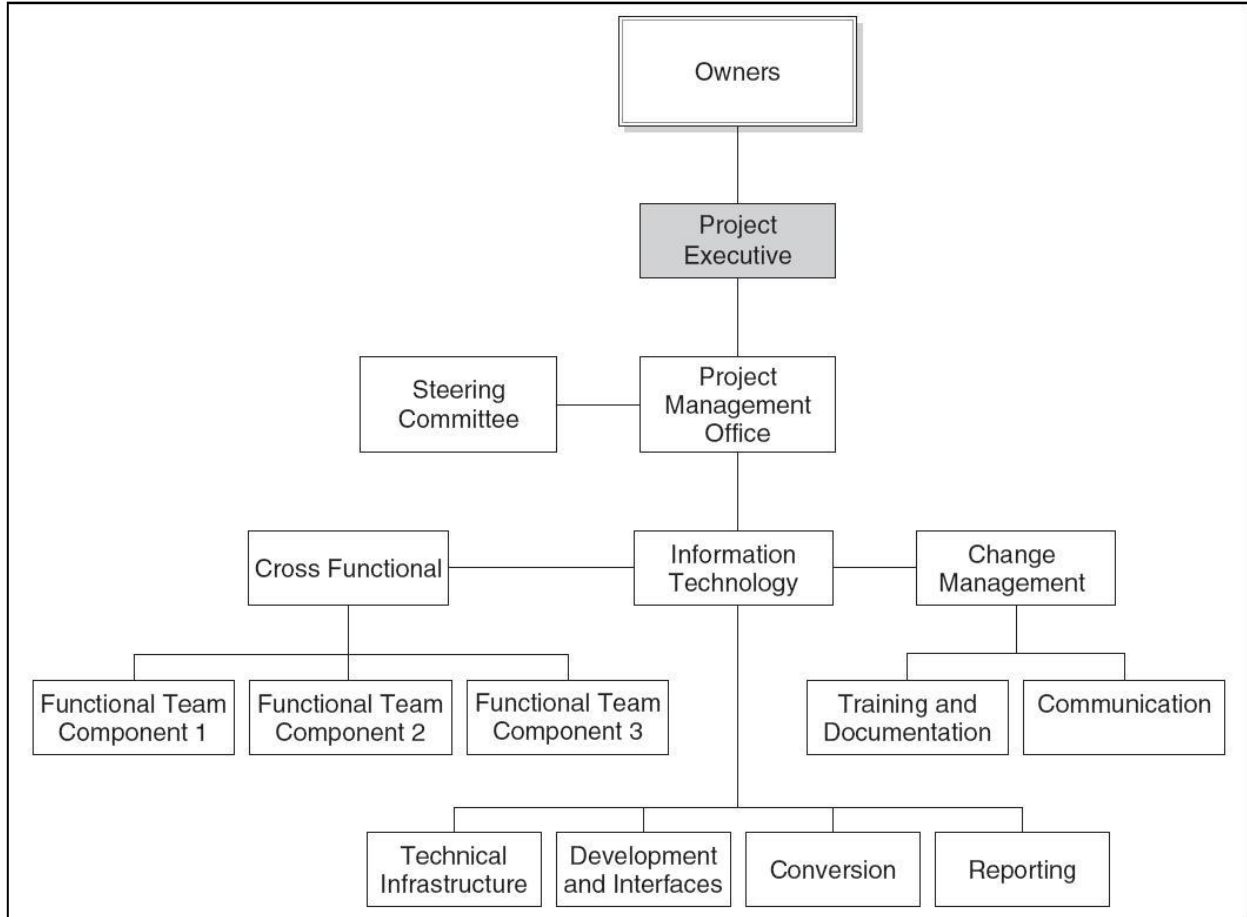 Owners
Project
Executive
Steering
Committee
Project
Management
Office
Cross Functional
Information
Technology
Change
Management
Functional Team
Component 1
Functional Team
Component 2
Functional Team
Component 3
Training and
Documentation
Communication
Technical
Infrastructure
Development
and Interfaces
Conversion
Reporting